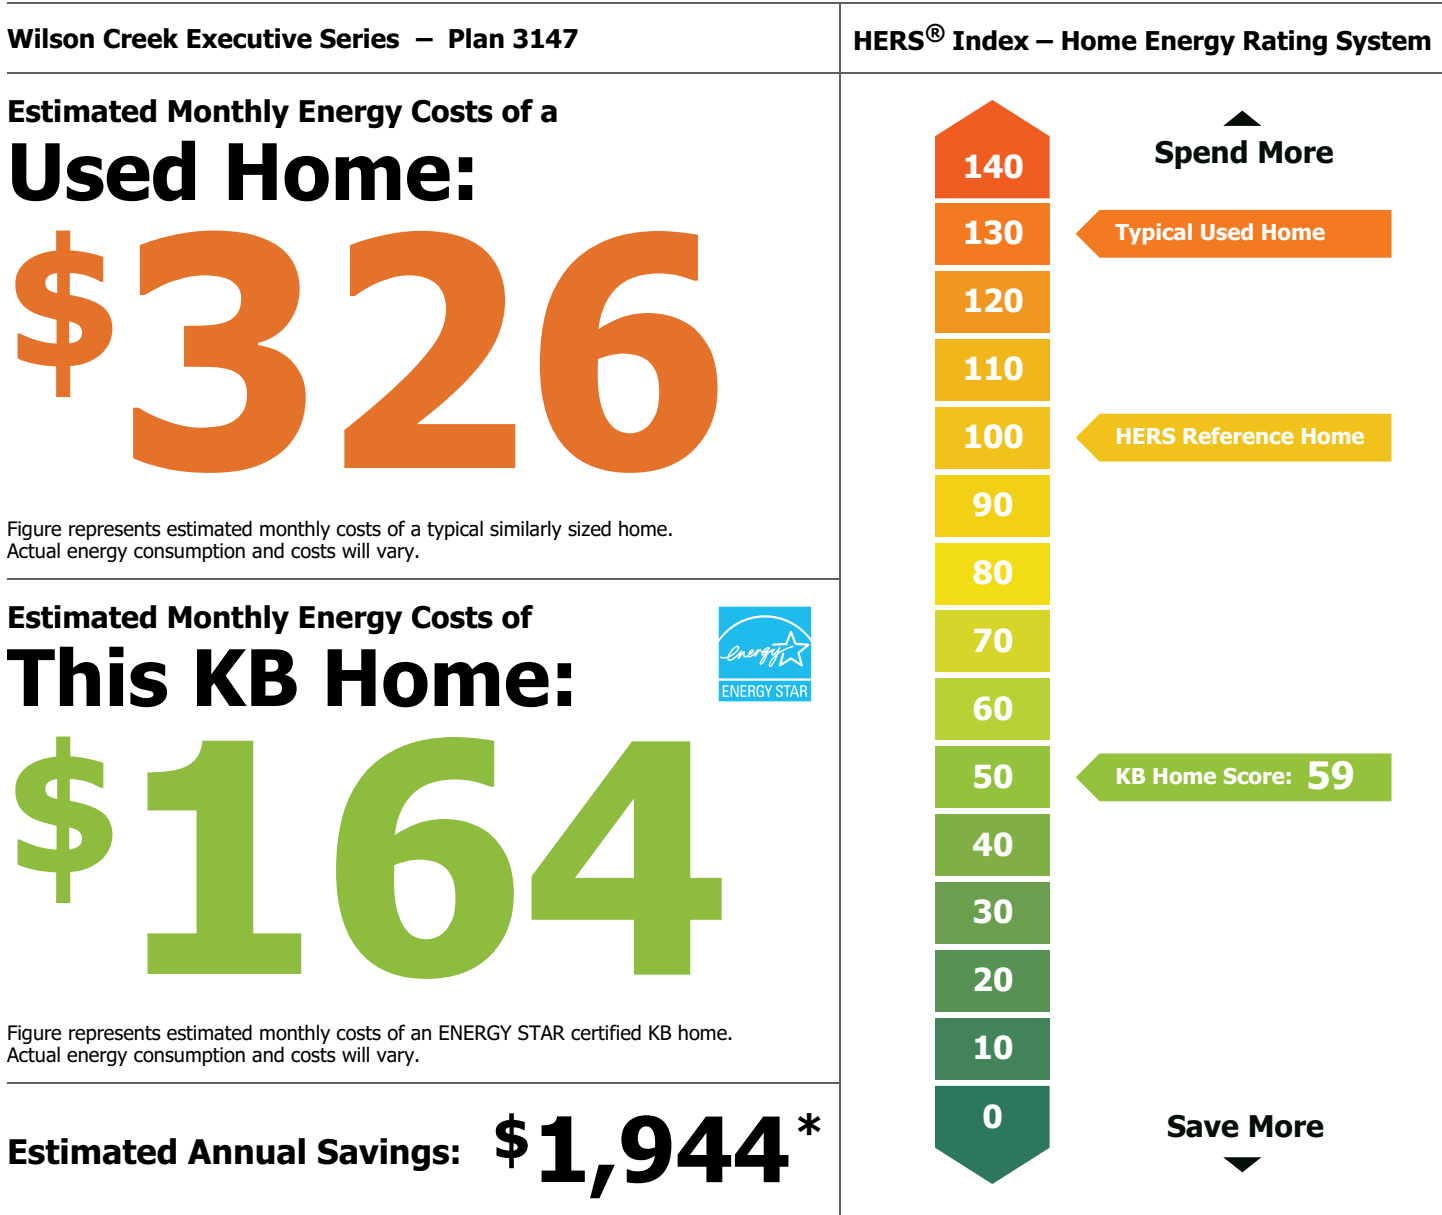 Wilson Creek Executive Series – Plan 3147
Estimated Monthly Energy Costs of a
Used Home:
$326
Figure represents estimated monthly costs of a typical similarly sized home.
Actual energy consumption and costs will vary.
Estimated Monthly Energy Costs of
This KB Home:
energy
ENERGY STAR
$164
Figure represents estimated monthly costs of an ENERGY STAR certified KB home.
Actual energy consumption and costs will vary.
Estimated Annual Savings: $1,944*
HERS® Index – Home Energy Rating System
Spend More
140
130 Typical Used Home
120
110
100 HERS Reference Home
90
80
70
60
50 KB Home Score: 59
40
30
20
10
0
Save More